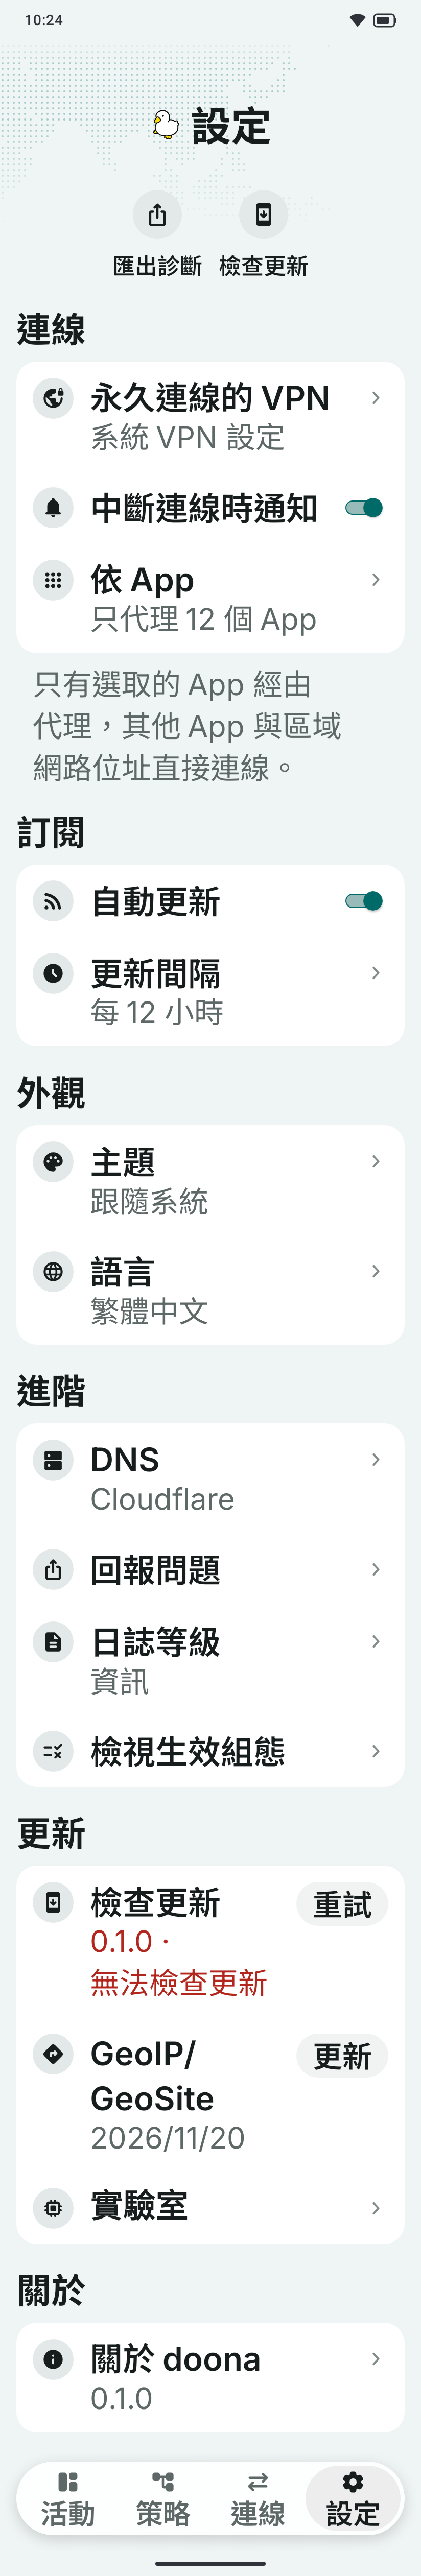 10:24
設定
匯出診斷
檢查更新
連線
永久連線的 VPN
系統 VPN 設定
中斷連線時通知
依 App
只代理 12 個 App
只有選取的 App 經由
代理，其他 App 與區域
網路位址直接連線。
訂閱
自動更新
更新間隔
每 12 小時
外觀
主題
跟隨系統
語言
繁體中文
進階
DNS
Cloudflare
回報問題
日誌等級
資訊
檢視生效組態
更新
檢查更新
重試
0.1.0 ·
無法檢查更新
GeoIP/
GeoSite
更新
2026/11/20
實驗室
關於
關於 doona
0.1.0
活動
策略
連線
設定